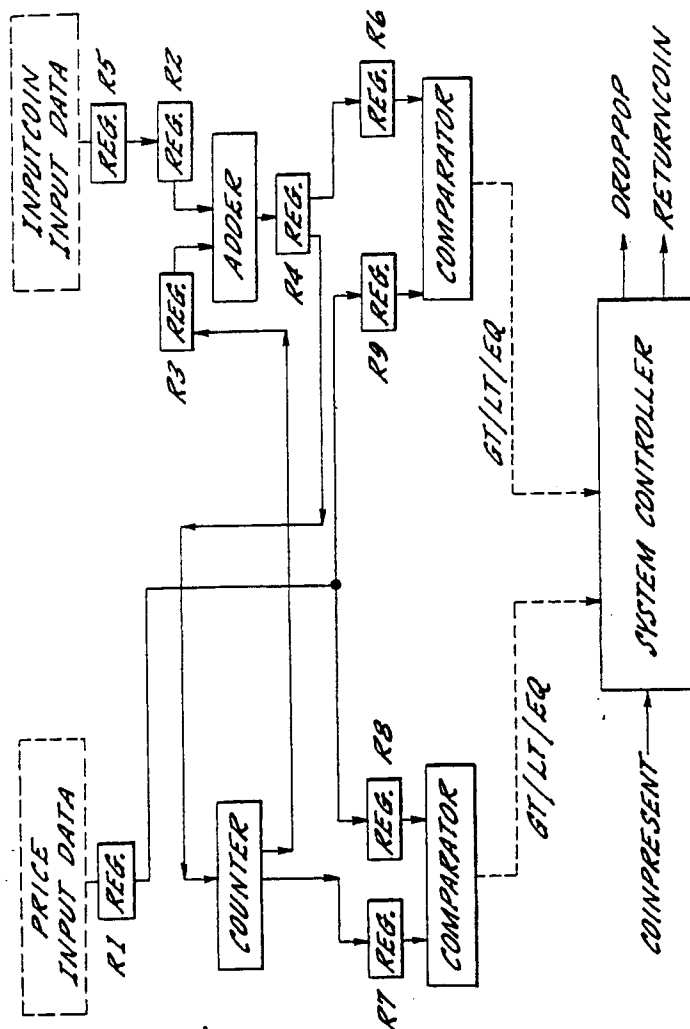 PRICE
INPUT DATA
R1
REG.
COUNTER
R7
REG.
REG.
R8
COMPARATOR
GT/LT/EQ
INPUTCOIN
INPUT DATA
REG.
R5
REG.
R2
R3
REG.
ADDER
REG.
R4
R9
REG.
REG.
R6
COMPARATOR
GT/LT/EQ
COINPRESENT
SYSTEM CONTROLLER
DROPPOP
RETURNCOIN